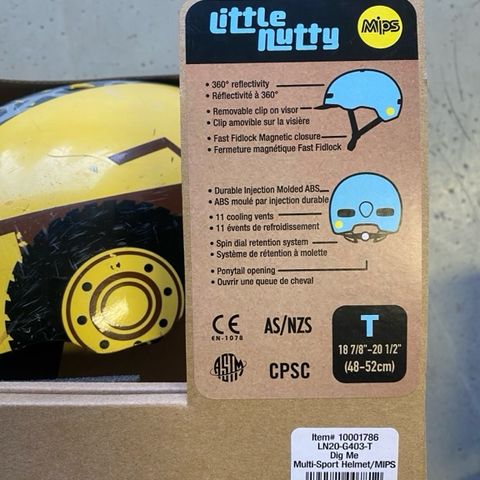 little nutty
Mips
• 360° reflectivity
• Réflectivité à 360°
• Removable clip on visor
• Clip amovible sur la visière
• Fast Fidlock Magnetic closure
• Fermeture magnétique Fast Fidlock
• Durable Injection Molded ABS
• ABS moulé par injection durable
• 11 cooling vents
• 11 évents de refroidissement
• Spin dial retention system
• Système de retención à molette
• Ponytail opening
• Ouvrir une queue de cheval
CE
EN-1078
AS/NZS
ASTM
CPSC
T
18 7/8"-20 1/2"
(48-52cm)
Item# 10001786
LN20-G403-T
Dig Me
Multi-Sport Helmet/MIPS